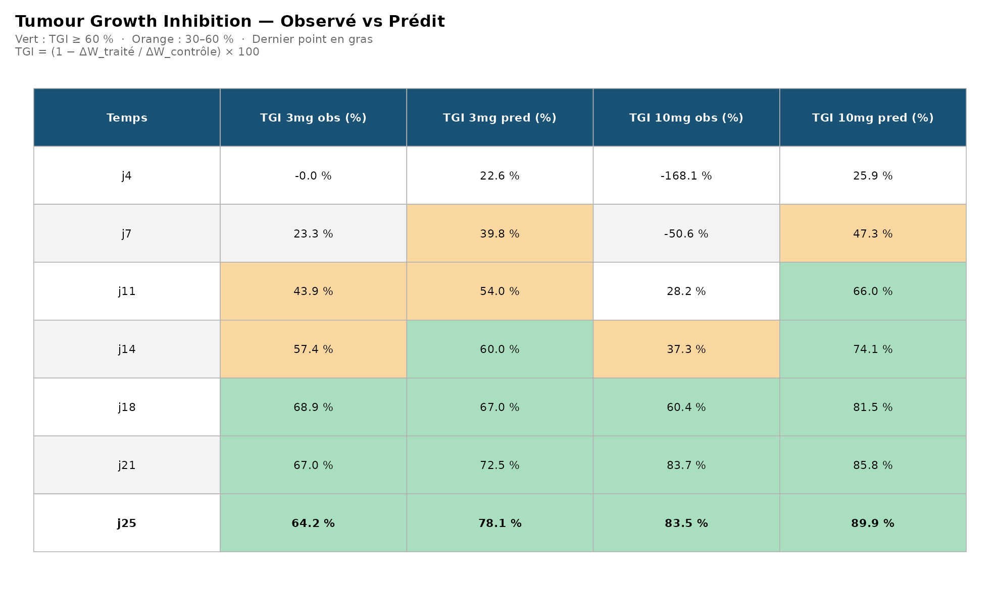 Tumour Growth Inhibition — Observé vs Prédit
Vert : TGI ≥ 60 %  ·  Orange : 30–60 %  ·  Dernier point en gras
TGI = (1 − ΔW_traité / ΔW_contrôle) × 100
Temps TGI 3mg obs (%) TGI 3mg pred (%) TGI 10mg obs (%) TGI 10mg pred (%)
j4 -0.0 % 22.6 % -168.1 % 25.9 %
j7 23.3 % 39.8 % -50.6 % 47.3 %
j11 43.9 % 54.0 % 28.2 % 66.0 %
j14 57.4 % 60.0 % 37.3 % 74.1 %
j18 68.9 % 67.0 % 60.4 % 81.5 %
j21 67.0 % 72.5 % 83.7 % 85.8 %
j25 64.2 % 78.1 % 83.5 % 89.9 %